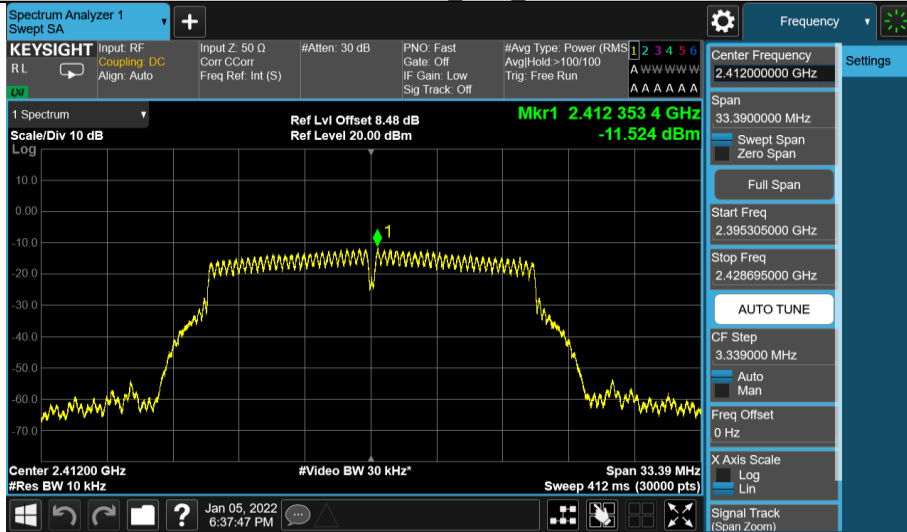 Spectrum Analyzer 1
Swept SA
+
Frequency
KEYSIGHT
R L
LXI
Input: RF
Coupling: DC
Align: Auto
Input Z: 50 Ω
Corr CCorr
Freq Ref: Int (S)
#Atten: 30 dB
PNO: Fast
Gate: Off
IF Gain: Low
Sig Track: Off
#Avg Type: Power (RMS
Avg|Hold:>100/100
Trig: Free Run
1 2 3 4 5 6
A W W W W W
A A A A A A
Center Frequency
2.412000000 GHz
Settings
Span
33.3900000 MHz
Swept Span
Zero Span
Full Span
Start Freq
2.395305000 GHz
Stop Freq
2.428695000 GHz
AUTO TUNE
CF Step
3.339000 MHz
Auto
Man
Freq Offset
0 Hz
X Axis Scale
Log
Lin
Signal Track
(Span Zoom)
1 Spectrum
Scale/Div 10 dB
Log
Ref Lvl Offset 8.48 dB
Ref Level 20.00 dBm
Mkr1 2.412 353 4 GHz
-11.524 dBm
10.0
0.00
-10.0
-20.0
-30.0
-40.0
-50.0
-60.0
-70.0
1
Center 2.41200 GHz
#Res BW 10 kHz
#Video BW 30 kHz*
Span 33.39 MHz
Sweep 412 ms (30000 pts)
?
Jan 05, 2022
6:37:47 PM